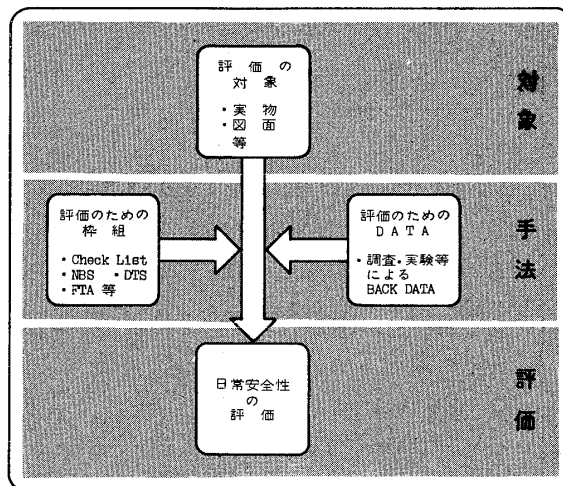 評価の
対象
・実物
・図面
等
対象
評価のための
枠組
・Check List
・NBS ・DTS
・FTA 等
評価のための
DATA
・調査・実験等
による
BACK DATA
手法
日常安全性
の
評価
評価